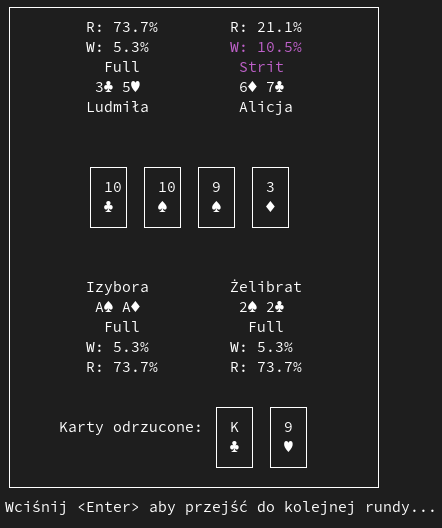 R: 73.7% R: 21.1%
W: 5.3% W: 10.5%
Full Strit
3♣ 5♥ 6♦ 7♣
Ludmiła Alicja
10 10 9 3
♣ ♠ ♠ ♦
Izybora Żelibrat
A♠ A♦ 2♠ 2♣
Full Full
W: 5.3% W: 5.3%
R: 73.7% R: 73.7%
Karty odrzucone: K 9
♣ ♥
Wciśnij <Enter> aby przejść do kolejnej rundy...